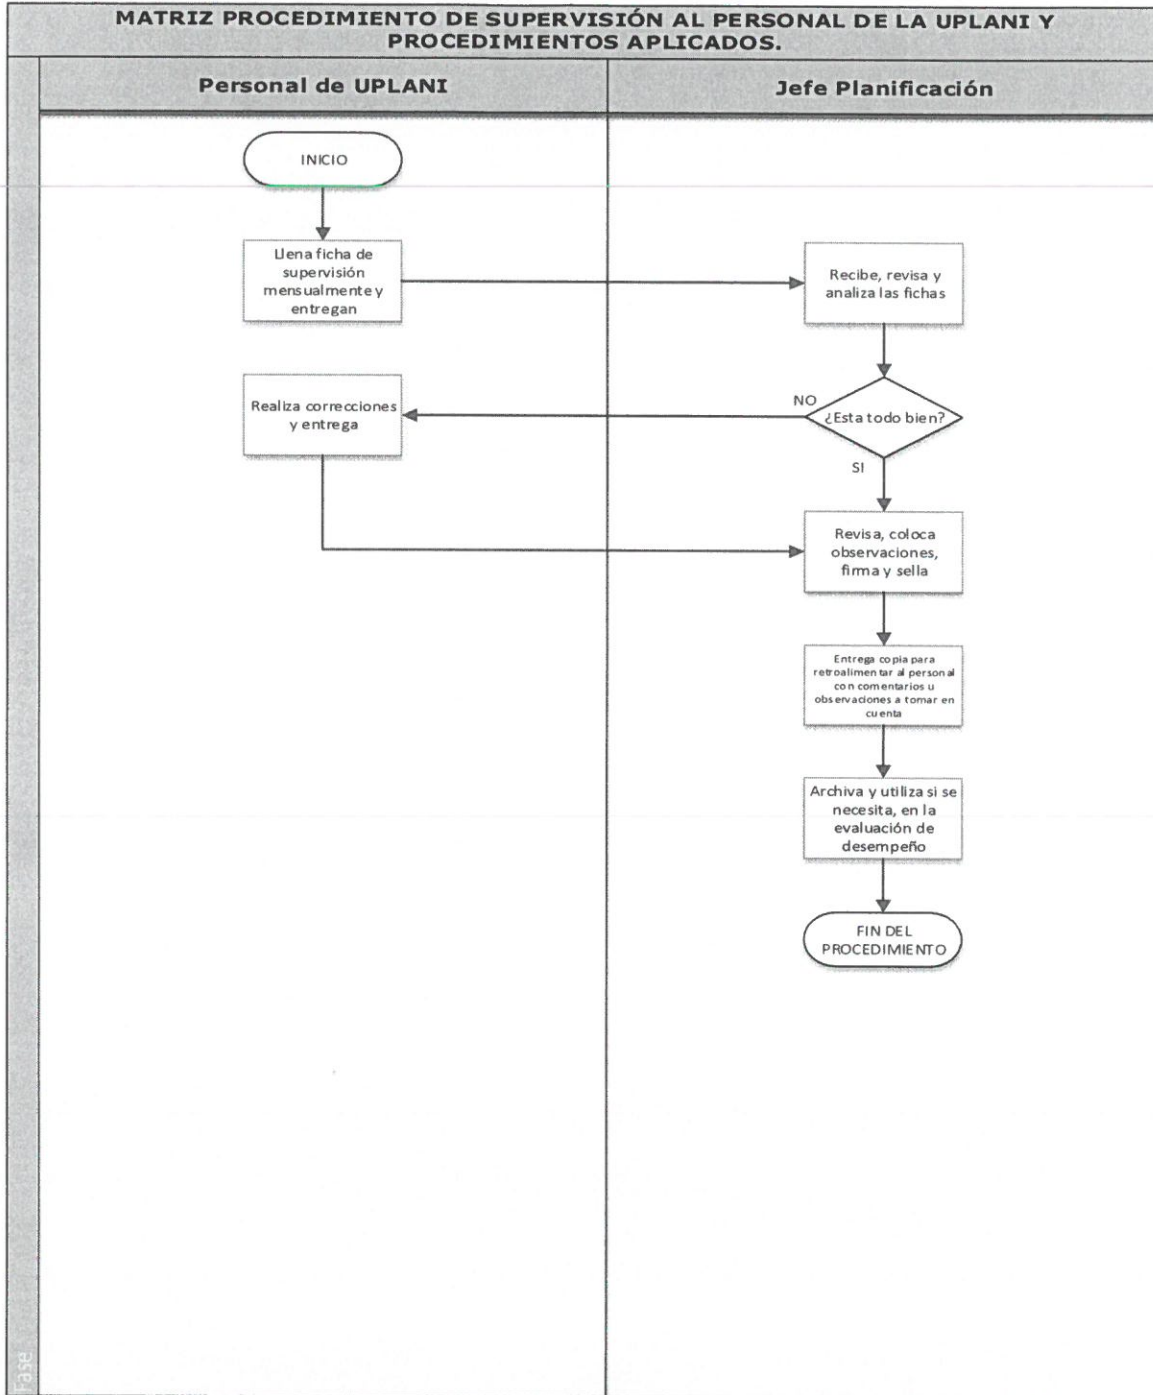 MATRIZ PROCEDIMIENTO DE SUPERVISIÓN AL PERSONAL DE LA UPLANI Y
PROCEDIMIENTOS APLICADOS.
Personal de UPLANI
Jefe Planificación
INICIO
Llena ficha de
supervisión
mensualmente y
entregan
Recibe, revisa y
analiza las fichas
Realiza correcciones
y entrega
NO
¿Esta todo bien?
SI
Revisa, coloca
observaciones,
firma y sella
Entrega copia para
retroalimentar al personal
con comentarios u
observaciones a tomar en
cuenta
Archiva y utiliza si se
necesita, en la
evaluación de
desempeño
FIN DEL
PROCEDIMIENTO
Fase